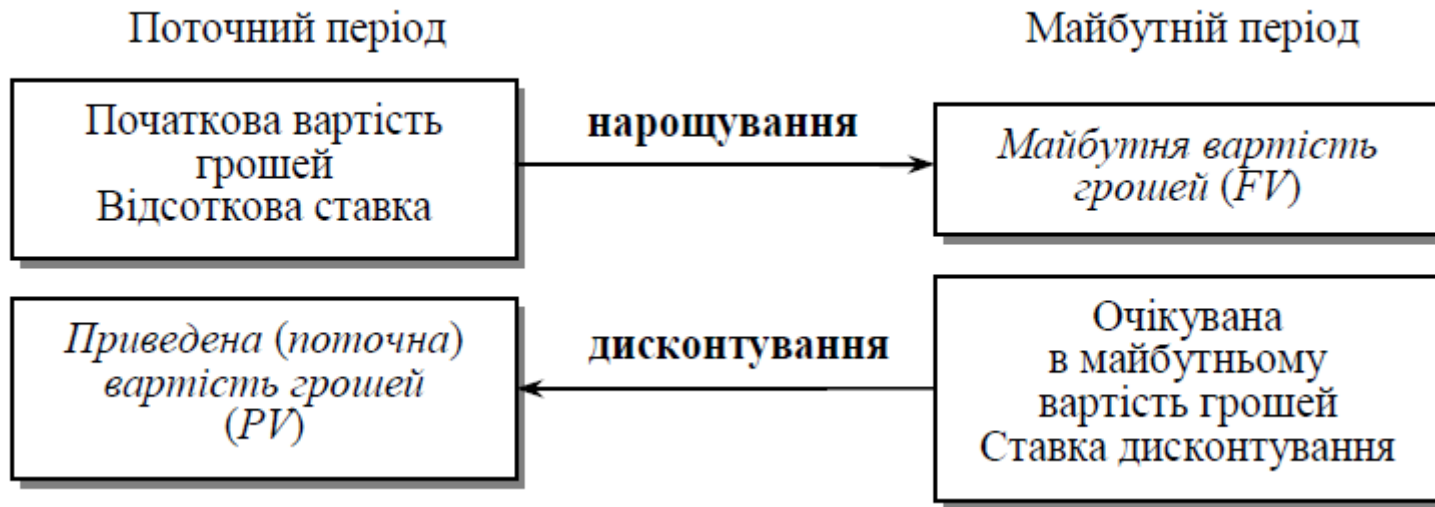 Поточний період
Майбутній період
Початкова вартість
грошей
Відсоткова ставка
нарощування
Майбутня вартість
грошей (FV)
Приведена (поточна)
вартість грошей
(PV)
дисконтування
Очікувана
в майбутньому
вартість грошей
Ставка дисконтування